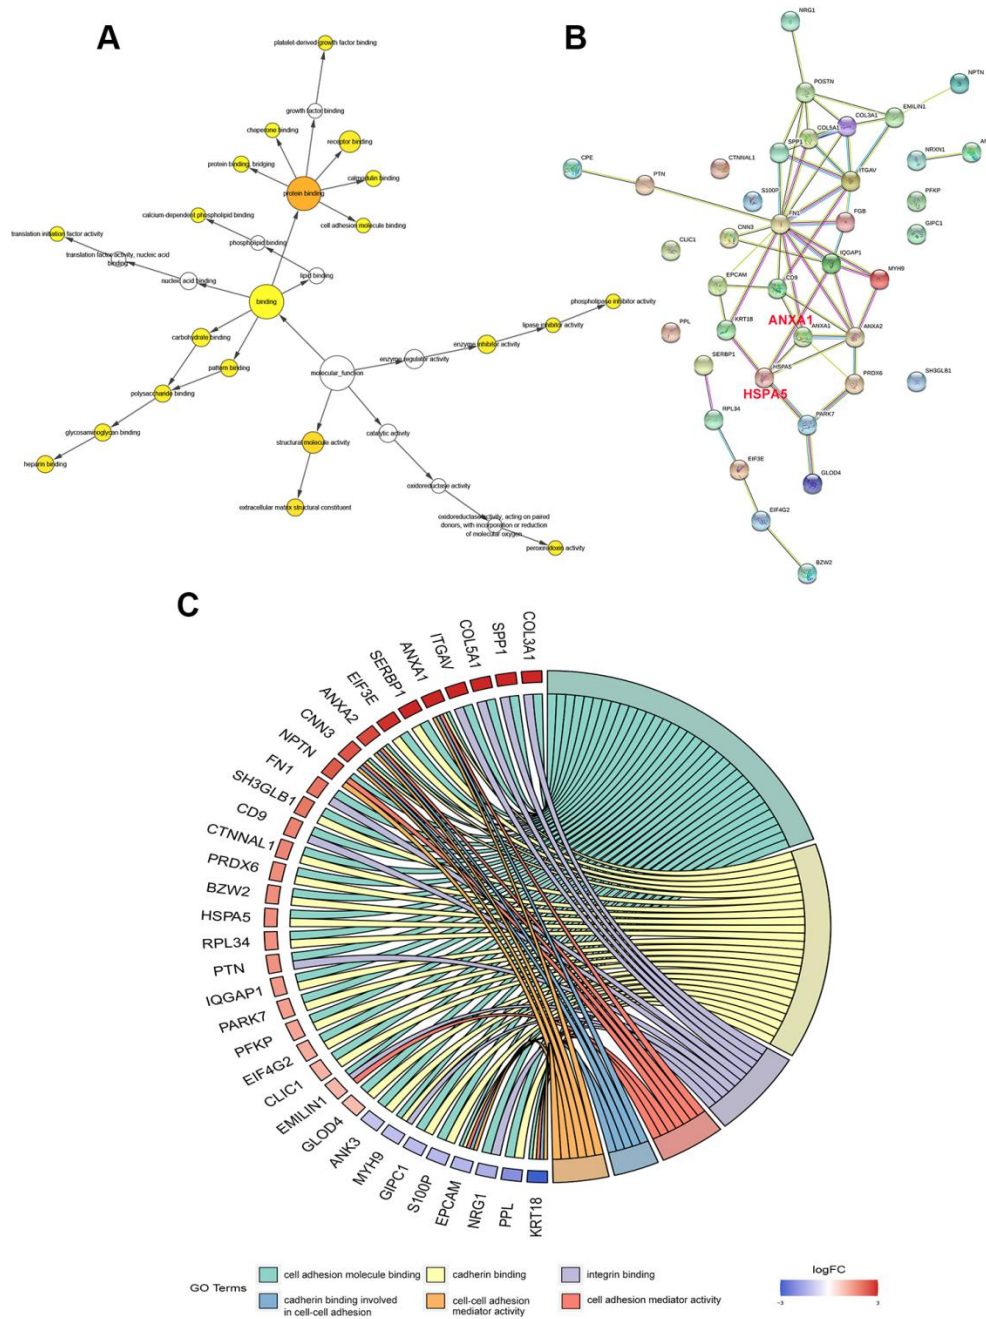 A
platelet-derived growth factor binding
growth factor binding
chaperone binding
receptor binding
protein binding, bridging
calmodulin binding
protein binding
calcium-dependent phospholipid binding
cell adhesion molecule binding
translation initiation factor activity
phospholipid binding
translation factor activity, nucleic acid
binding
nucleic acid binding
lipid binding
binding
phospholipase inhibitor activity
lipase inhibitor activity
carbohydrate binding
enzyme inhibitor activity
enzyme regulator activity
pattern binding
molecular_function
polysaccharide binding
glycosaminoglycan binding
catalytic activity
structural molecule activity
heparin binding
oxidoreductase activity
extracellular matrix structural constituent
oxidoreductase activity, acting on paired
donors, with incorporation or reduction
of molecular oxygen
peroxiredoxin activity
B
NRG1
NPTN
POSTN
EMILIN1
COL3A1
COL5A1
SPP1
NRXN1
CTNNAL1
CPE
ITGAV
PTN
S100P
PFKP
FN1
FGB
GIPC1
CNN3
CLIC1
IQGAP1
MYH9
EPCAM
CD9
ANXA1
KRT18
ANXA1
ANXA2
PPL
SERBP1
HSPA5
PRDX6
SH3GLB1
HSPA5
RPL34
PARK7
EIF3E
GLOD4
EIF4G2
BZW2
C
COL3A1
SPP1
COL5A1
ITGAV
ANXA1
SERBP1
EIF3E
ANXA2
CNN3
NPTN
FN1
SH3GLB1
CD9
CTNNAL1
PRDX6
BZW2
HSPA5
RPL34
PTN
IQGAP1
PARK7
PFKP
EIF4G2
CLIC1
EMILIN1
GLOD4
ANK3
MYH9
GIPC1
S100P
EPCAM
NRG1
PPL
KRT18
GO Terms
cell adhesion molecule binding
cadherin binding
integrin binding
cadherin binding involved
in cell-cell adhesion
cell-cell adhesion
mediator activity
cell adhesion mediator activity
logFC
-3
3